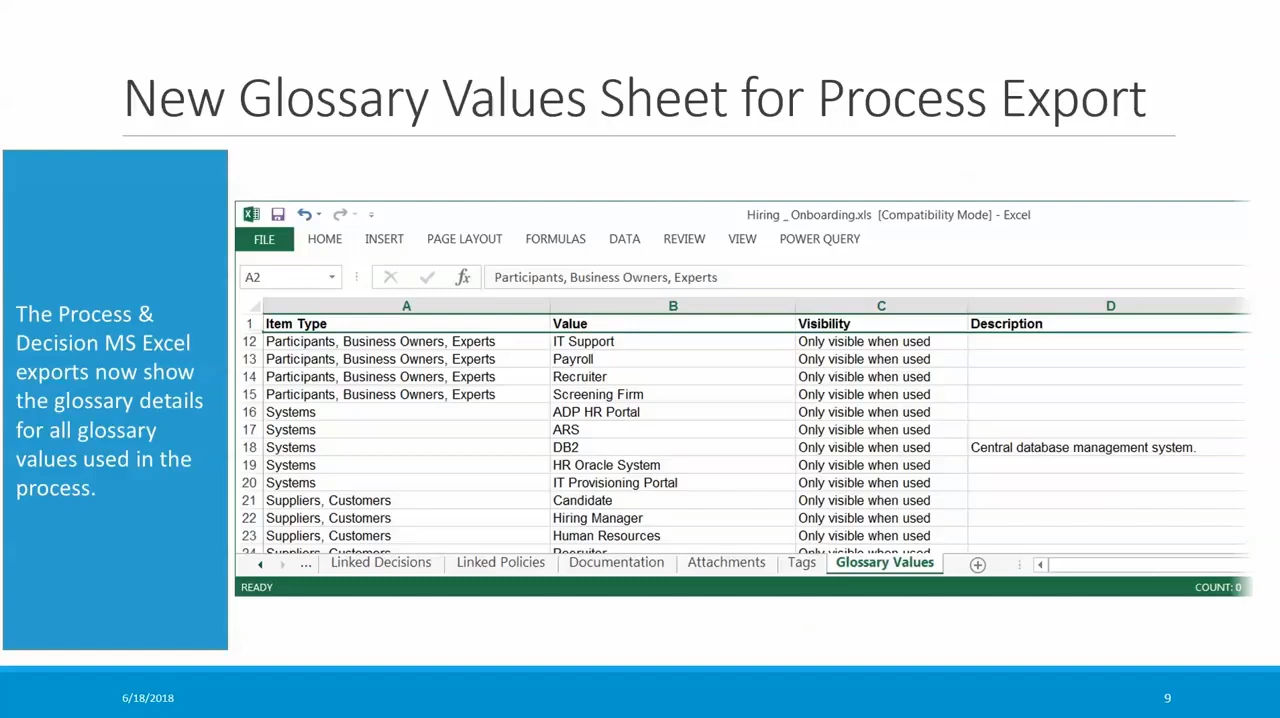 New Glossary Values Sheet for Process Export
The Process &
Decision MS Excel
exports now show
the glossary details
for all glossary
values used in the
process.
Hiring _ Onboarding.xls [Compatibility Mode] - Excel
FILE HOME INSERT PAGE LAYOUT FORMULAS DATA REVIEW VIEW POWER QUERY
A2 fx Participants, Business Owners, Experts
A B C D
1 Item Type Value Visibility Description
12 Participants, Business Owners, Experts IT Support Only visible when used
13 Participants, Business Owners, Experts Payroll Only visible when used
14 Participants, Business Owners, Experts Recruiter Only visible when used
15 Participants, Business Owners, Experts Screening Firm Only visible when used
16 Systems ADP HR Portal Only visible when used
17 Systems ARS Only visible when used
18 Systems DB2 Only visible when used Central database management system.
19 Systems HR Oracle System Only visible when used
20 Systems IT Provisioning Portal Only visible when used
21 Suppliers, Customers Candidate Only visible when used
22 Suppliers, Customers Hiring Manager Only visible when used
23 Suppliers, Customers Human Resources Only visible when used
24 Suppliers, Customers Recruiter Only visible when used
... Linked Decisions Linked Policies Documentation Attachments Tags Glossary Values
READY COUNT: 0
6/18/2018 9